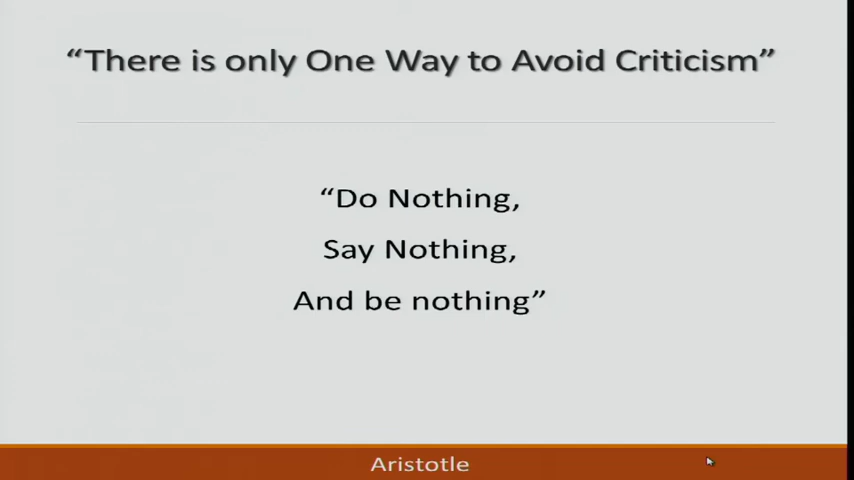 “There is only One Way to Avoid Criticism”
“Do Nothing,
Say Nothing,
And be nothing”
Aristotle